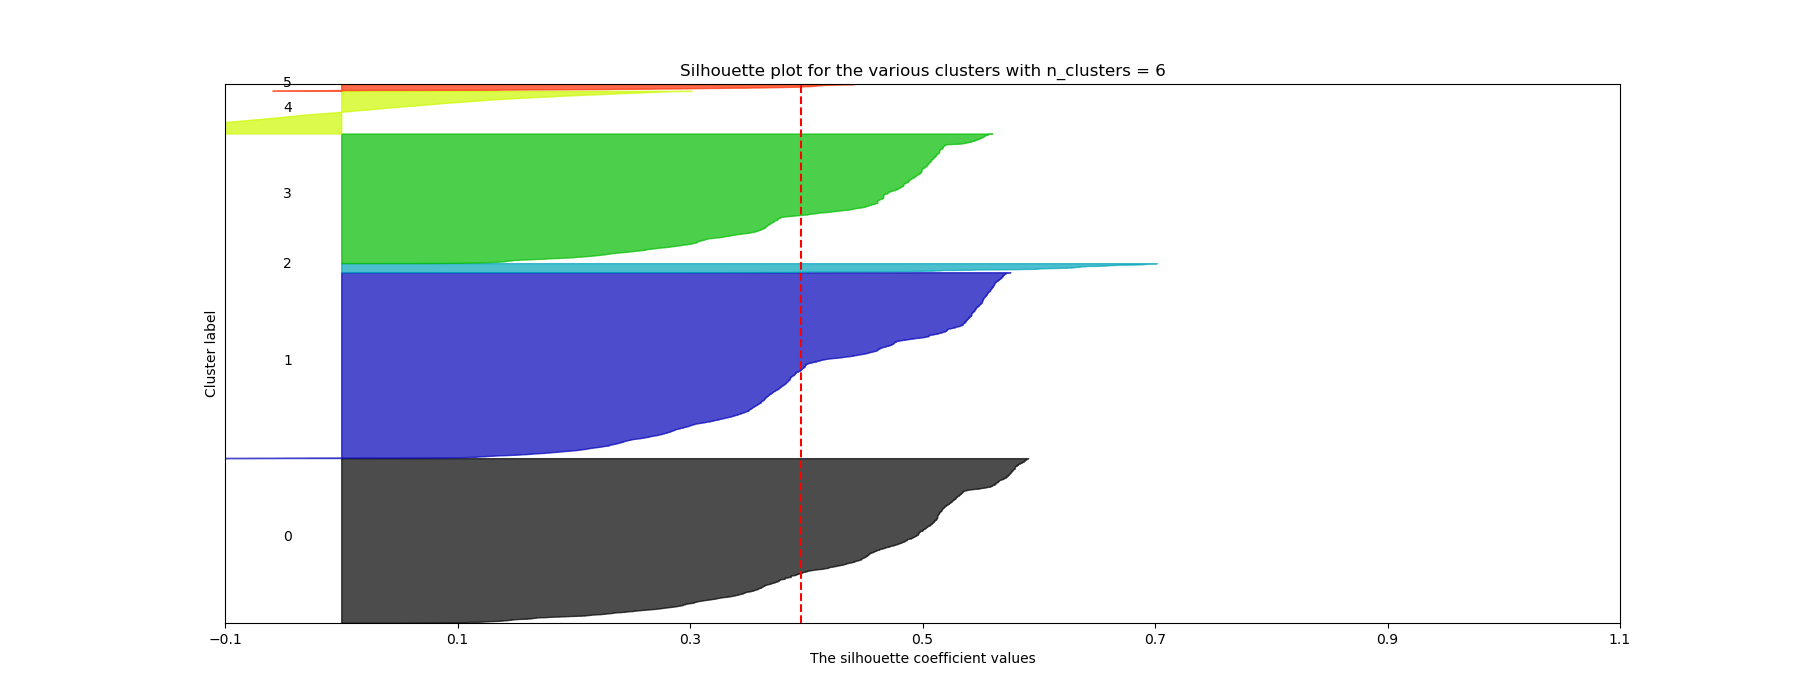 Silhouette plot for the various clusters with n_clusters = 6
5
4
3
2
1
0
Cluster label
−0.1 0.1 0.3 0.5 0.7 0.9 1.1
The silhouette coefficient values